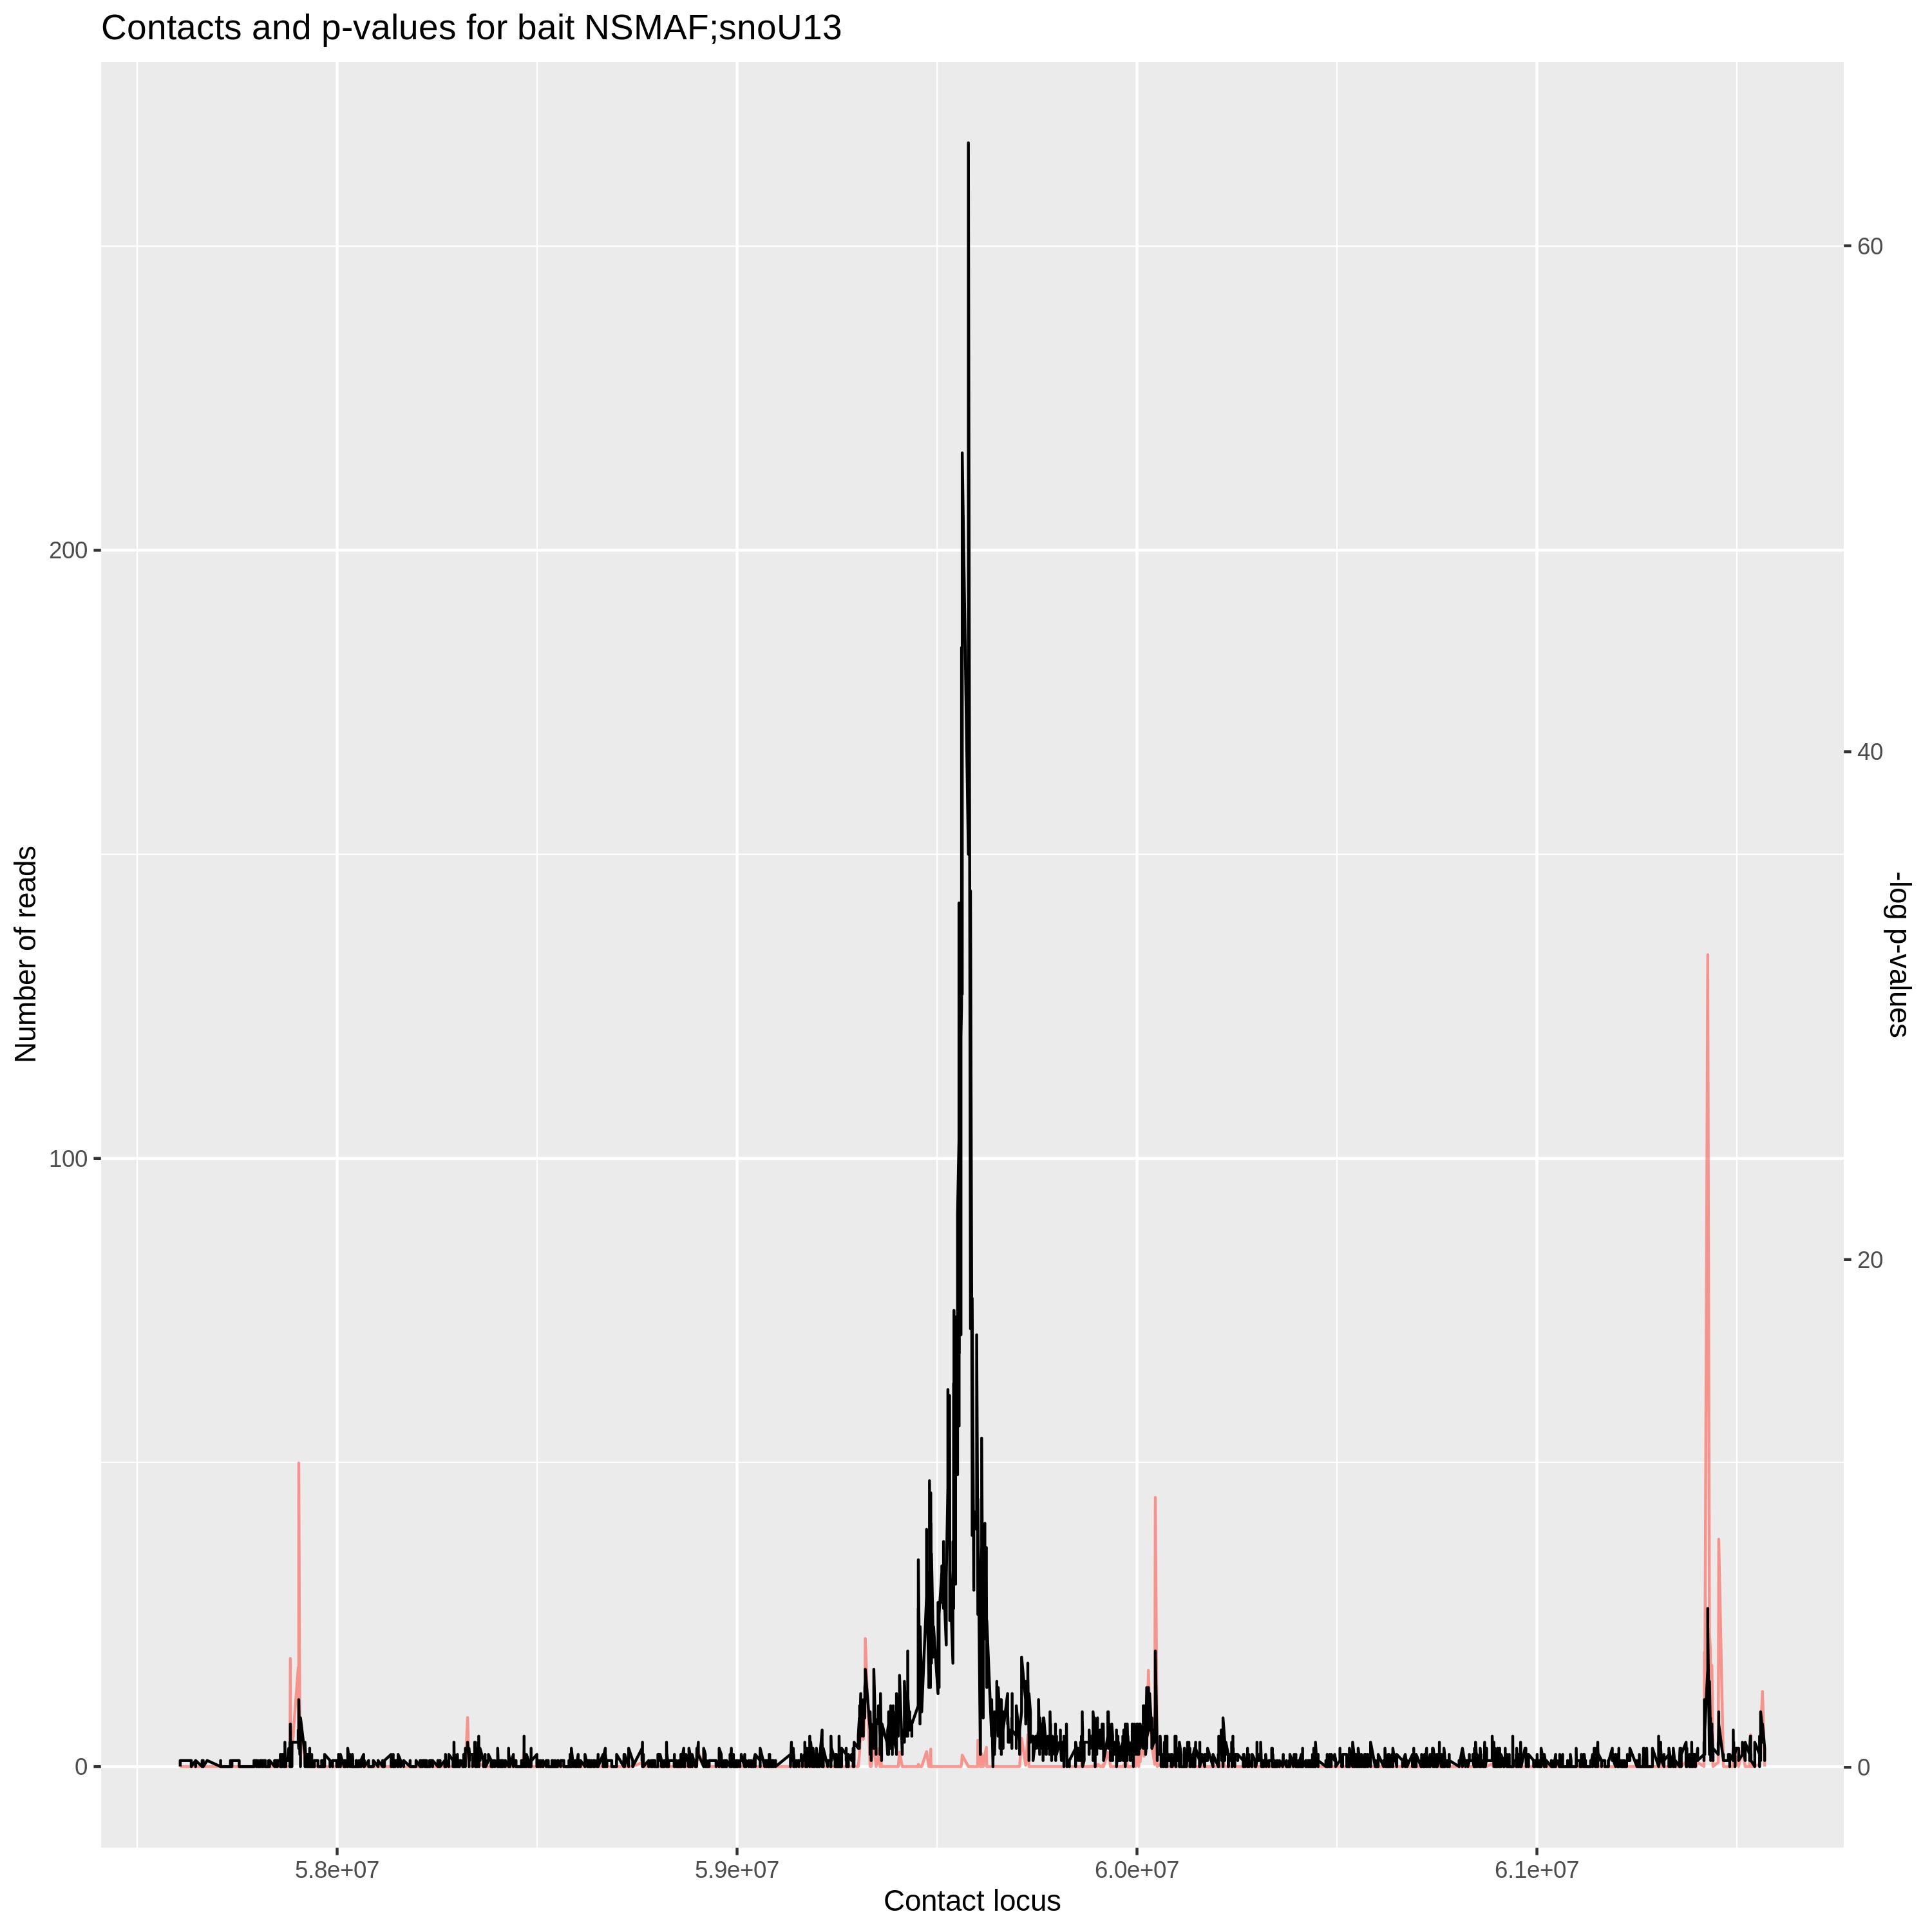 Contacts and p-values for bait NSMAF;snoU13
Number of reads
200
100
0
60
40
20
0
-log p-values
5.8e+07
5.9e+07
6.0e+07
6.1e+07
Contact locus